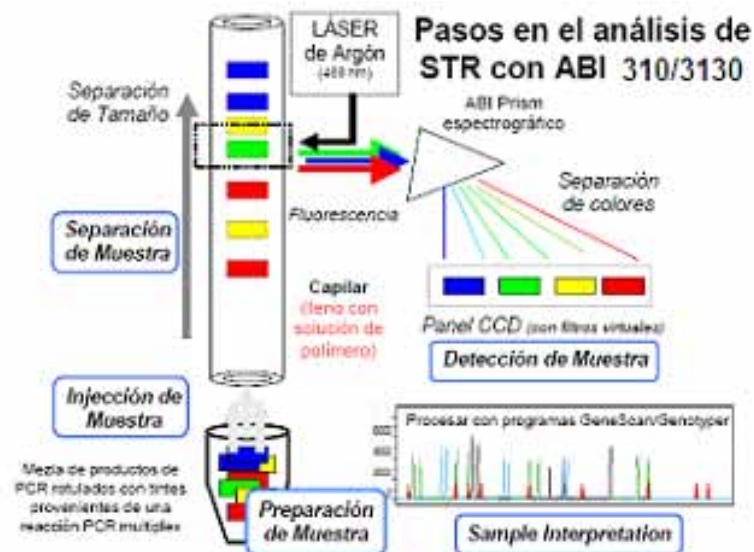 Pasos en el análisis de
STR con ABI 310/3130
LÁSER
de Argón
(488 nm)
Separación
de Tamaño
ABI Prism
espectrográfico
Fluorescencia
Separación
de colores
Separación
de Muestra
Capilar
(lleno con
solución de
polímero)
Panel CCD (con filtros virtuales)
Detección de Muestra
Injección de
Muestra
Mezla de productos de
PCR rotulados con tintes
provenientes de una
reacción PCR multiplex
Preparación
de Muestra
Procesar con programas GeneScan/Genotyper
Sample Interpretation